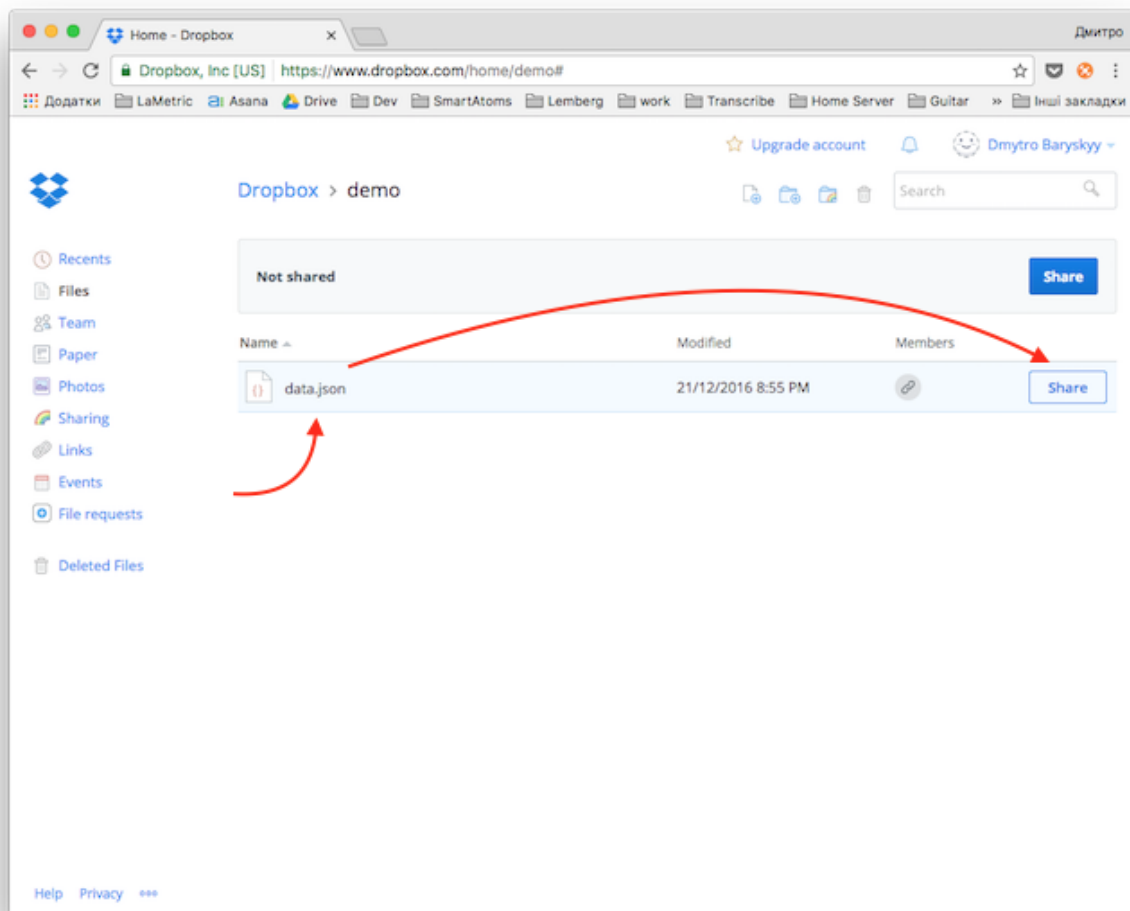 Home - Dropbox
Дмитро
Dropbox, Inc [US] https://www.dropbox.com/home/demo#
Додатки LaMetric Asana Drive Dev SmartAtoms Lemberg work Transcribe Home Server Guitar » Інші закладки
Upgrade account Dmytro Baryskyy
Dropbox > demo
Search
Recents
Not shared Share
Files
Team
Name Modified Members
Paper
Photos
data.json 21/12/2016 8:55 PM Share
Sharing
Links
Events
File requests
Deleted Files
Help Privacy